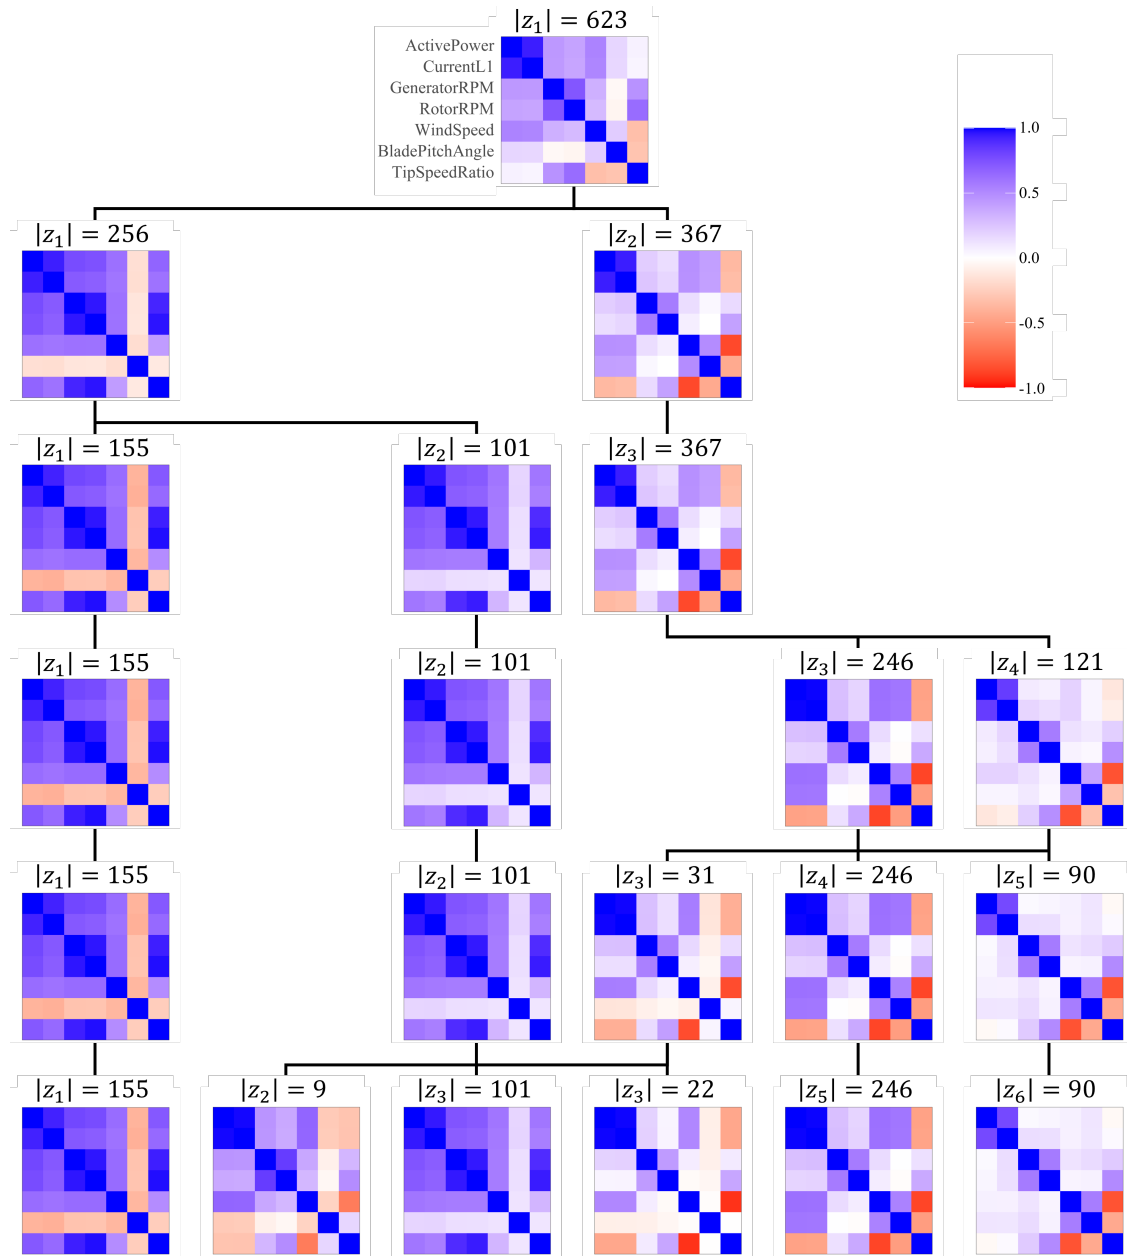 |z₁| = 623
ActivePower
CurrentL1
GeneratorRPM
RotorRPM
WindSpeed
BladePitchAngle
TipSpeedRatio
1.0
0.5
0.0
-0.5
-1.0
|z₁| = 256
|z₂| = 367
|z₁| = 155
|z₂| = 101
|z₃| = 367
|z₁| = 155
|z₂| = 101
|z₃| = 246
|z₄| = 121
|z₁| = 155
|z₂| = 101
|z₃| = 31
|z₄| = 246
|z₅| = 90
|z₁| = 155
|z₂| = 9
|z₃| = 101
|z₃| = 22
|z₅| = 246
|z₆| = 90